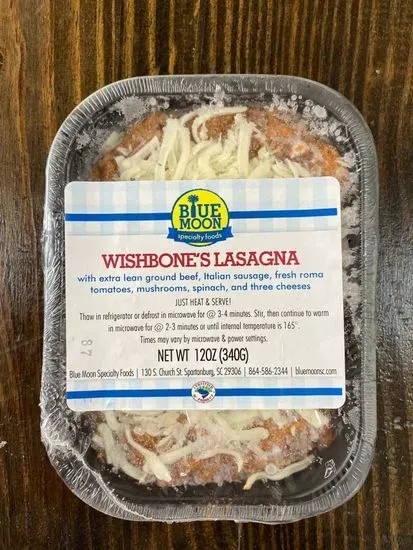 BLUE
MOON
specialty foods
WISHBONE'S LASAGNA
with extra lean ground beef, Italian sausage, fresh roma
tomatoes, mushrooms, spinach, and three cheeses
JUST HEAT & SERVE!
Thaw in refrigerator or defrost in microwave for @ 3-4 minutes. Stir, then continue to warm
in microwave for @ 2-3 minutes or until internal temperature is 165°.
Times may vary by microwave & power settings.
NET WT 12OZ (340G)
Blue Moon Specialty Foods | 130 S. Church St. Spartanburg, SC 29306 | 864-586-2344 | bluemoonsc.com